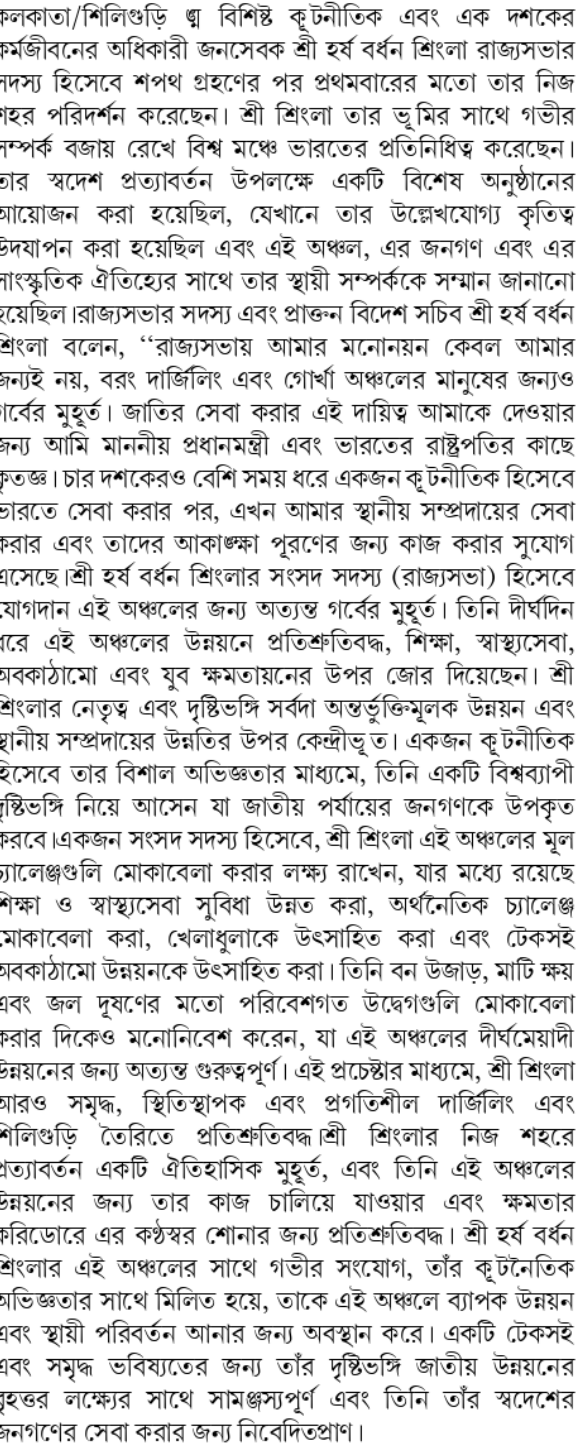 কলকাতা/শিলিগুড়ি ঙ্ম বিশিষ্ট কূটনীতিক এবং এক দশকের
কর্মজীবনের অধিকারী জনসেবক শ্রী হর্ষ বর্ধন শ্রিংলা রাজ্যসভার
সদস্য হিসেবে শপথ গ্রহণের পর প্রথমবারের মতো তার নিজ
শহর পরিদর্শন করেছেন। শ্রী শ্রিংলা তার ভূমির সাথে গভীর
সম্পর্ক বজায় রেখে বিশ্ব মঞ্চে ভারতের প্রতিনিধিত্ব করেছেন।
তার স্বদেশ প্রত্যাবর্তন উপলক্ষে একটি বিশেষ অনুষ্ঠানের
আয়োজন করা হয়েছিল, যেখানে তার উল্লেখযোগ্য কৃতিত্ব
উদযাপন করা হয়েছিল এবং এই অঞ্চল, এর জনগণ এবং এর
সাংস্কৃতিক ঐতিহ্যের সাথে তার স্থায়ী সম্পর্ককে সম্মান জানানো
হয়েছিল।রাজ্যসভার সদস্য এবং প্রাক্তন বিদেশ সচিব শ্রী হর্ষ বর্ধন
শ্রিংলা বলেন, ‘‘রাজ্যসভায় আমার মনোনয়ন কেবল আমার
জন্যই নয়, বরং দার্জিলিং এবং গোর্খা অঞ্চলের মানুষের জন্যও
গর্বের মুহূর্ত। জাতির সেবা করার এই দায়িত্ব আমাকে দেওয়ার
জন্য আমি মাননীয় প্রধানমন্ত্রী এবং ভারতের রাষ্ট্রপতির কাছে
কৃতজ্ঞ। চার দশকেরও বেশি সময় ধরে একজন কূটনীতিক হিসেবে
ভারতে সেবা করার পর, এখন আমার স্থানীয় সম্প্রদায়ের সেবা
করার এবং তাদের আকাঙ্ক্ষা পূরণের জন্য কাজ করার সুযোগ
এসেছে।শ্রী হর্ষ বর্ধন শ্রিংলার সংসদ সদস্য (রাজ্যসভা) হিসেবে
যোগদান এই অঞ্চলের জন্য অত্যন্ত গর্বের মুহূর্ত। তিনি দীর্ঘদিন
ধরে এই অঞ্চলের উন্নয়নে প্রতিশ্রুতিবদ্ধ, শিক্ষা, স্বাস্থ্যসেবা,
অবকাঠামো এবং যুব ক্ষমতায়নের উপর জোর দিয়েছেন। শ্রী
শ্রিংলার নেতৃত্ব এবং দৃষ্টিভঙ্গি সর্বদা অন্তর্ভুক্তিমূলক উন্নয়ন এবং
স্থানীয় সম্প্রদায়ের উন্নতির উপর কেন্দ্রীভূত। একজন কূটনীতিক
হিসেবে তার বিশাল অভিজ্ঞতার মাধ্যমে, তিনি একটি বিশ্বব্যাপী
দৃষ্টিভঙ্গি নিয়ে আসেন যা জাতীয় পর্যায়ের জনগণকে উপকৃত
করবে।একজন সংসদ সদস্য হিসেবে, শ্রী শ্রিংলা এই অঞ্চলের মূল
চ্যালেঞ্জগুলি মোকাবেলা করার লক্ষ্য রাখেন, যার মধ্যে রয়েছে
শিক্ষা ও স্বাস্থ্যসেবা সুবিধা উন্নত করা, অর্থনৈতিক চ্যালেঞ্জ
মোকাবেলা করা, খেলাধুলাকে উৎসাহিত করা এবং টেকসই
অবকাঠামো উন্নয়নকে উৎসাহিত করা। তিনি বন উজাড়, মাটি ক্ষয়
এবং জল দূষণের মতো পরিবেশগত উদ্বেগগুলি মোকাবেলা
করার দিকেও মনোনিবেশ করেন, যা এই অঞ্চলের দীর্ঘমেয়াদী
উন্নয়নের জন্য অত্যন্ত গুরুত্বপূর্ণ। এই প্রচেষ্টার মাধ্যমে, শ্রী শ্রিংলা
আরও সমৃদ্ধ, স্থিতিস্থাপক এবং প্রগতিশীল দার্জিলিং এবং
শিলিগুড়ি তৈরিতে প্রতিশ্রুতিবদ্ধ।শ্রী শ্রিংলার নিজ শহরে
প্রত্যাবর্তন একটি ঐতিহাসিক মুহূর্ত, এবং তিনি এই অঞ্চলের
উন্নয়নের জন্য তার কাজ চালিয়ে যাওয়ার এবং ক্ষমতার
করিডোরে এর কণ্ঠস্বর শোনার জন্য প্রতিশ্রুতিবদ্ধ। শ্রী হর্ষ বর্ধন
শ্রিংলার এই অঞ্চলের সাথে গভীর সংযোগ, তাঁর কূটনৈতিক
অভিজ্ঞতার সাথে মিলিত হয়ে, তাকে এই অঞ্চলে ব্যাপক উন্নয়ন
এবং স্থায়ী পরিবর্তন আনার জন্য অবস্থান করে। একটি টেকসই
এবং সমৃদ্ধ ভবিষ্যতের জন্য তাঁর দৃষ্টিভঙ্গি জাতীয় উন্নয়নের
বৃহত্তর লক্ষ্যের সাথে সামঞ্জস্যপূর্ণ এবং তিনি তাঁর স্বদেশের
জনগণের সেবা করার জন্য নিবেদিতপ্রাণ।